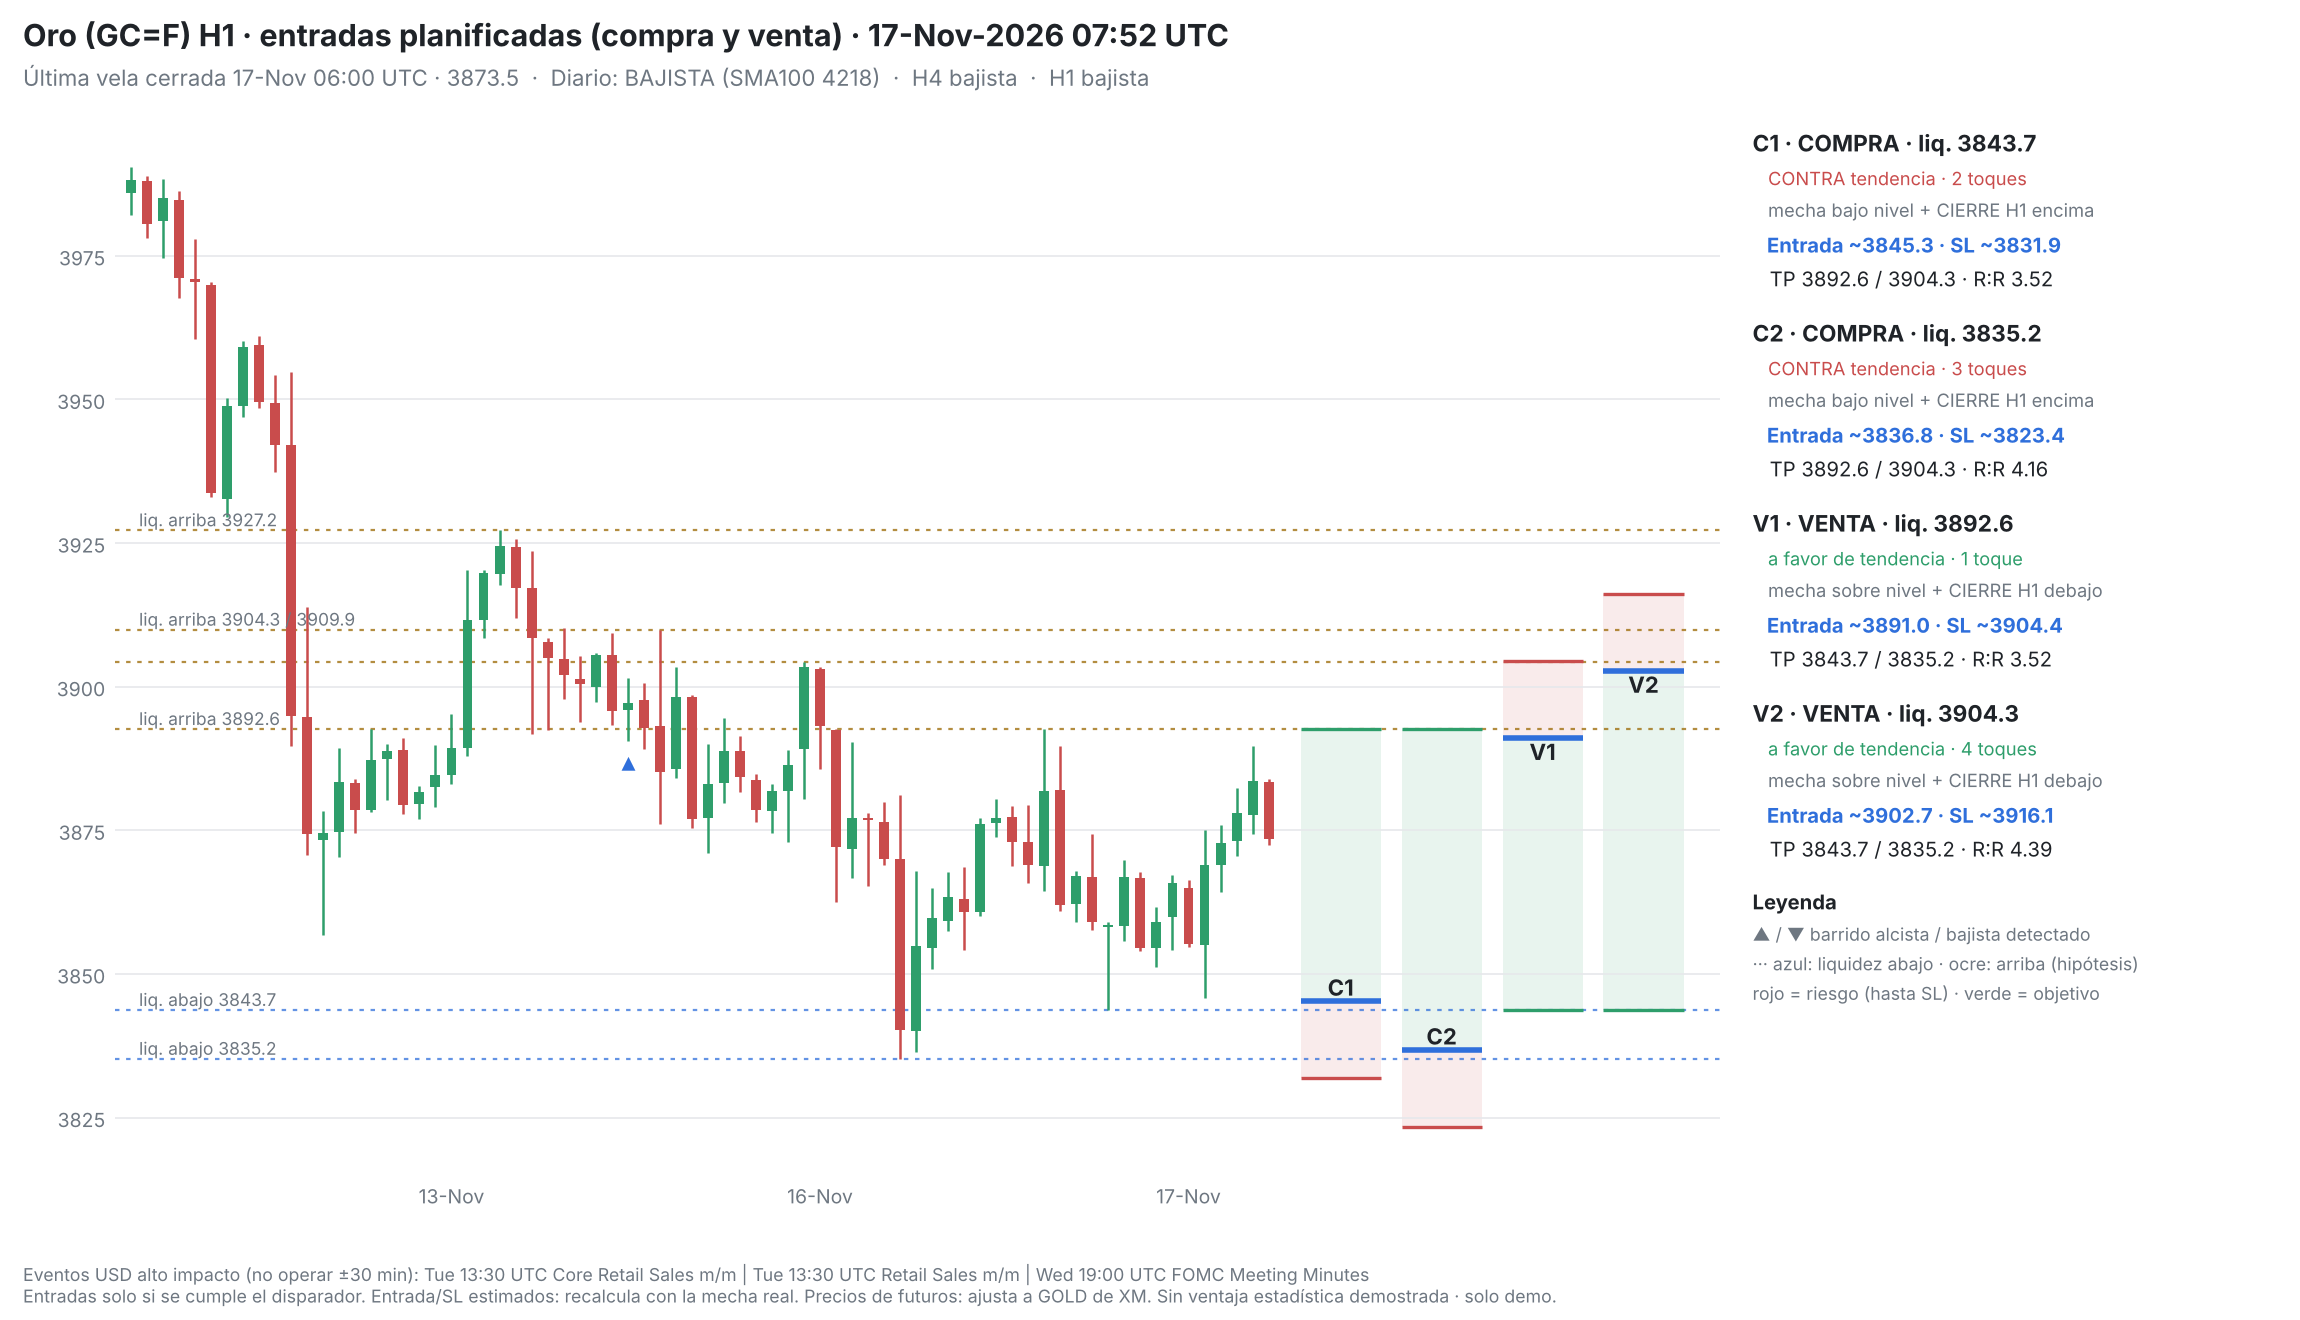 Oro (GC=F) H1 · entradas planificadas (compra y venta) · 17-Nov-2026 07:52 UTC
Última vela cerrada 17-Nov 06:00 UTC · 3873.5 · Diario: BAJISTA (SMA100 4218) · H4 bajista · H1 bajista
3975
3950
3925
3900
3875
3850
3825
liq. arriba 3927.2
liq. arriba 3904.3 / 3909.9
liq. arriba 3892.6
liq. abajo 3843.7
liq. abajo 3835.2
C1
C2
V1
V2
13-Nov
16-Nov
17-Nov
C1 · COMPRA · liq. 3843.7
CONTRA tendencia · 2 toques
mecha bajo nivel + CIERRE H1 encima
Entrada ~3845.3 · SL ~3831.9
TP 3892.6 / 3904.3 · R:R 3.52
C2 · COMPRA · liq. 3835.2
CONTRA tendencia · 3 toques
mecha bajo nivel + CIERRE H1 encima
Entrada ~3836.8 · SL ~3823.4
TP 3892.6 / 3904.3 · R:R 4.16
V1 · VENTA · liq. 3892.6
a favor de tendencia · 1 toque
mecha sobre nivel + CIERRE H1 debajo
Entrada ~3891.0 · SL ~3904.4
TP 3843.7 / 3835.2 · R:R 3.52
V2 · VENTA · liq. 3904.3
a favor de tendencia · 4 toques
mecha sobre nivel + CIERRE H1 debajo
Entrada ~3902.7 · SL ~3916.1
TP 3843.7 / 3835.2 · R:R 4.39
Leyenda
▲ / ▼ barrido alcista / bajista detectado
··· azul: liquidez abajo · ocre: arriba (hipótesis)
rojo = riesgo (hasta SL) · verde = objetivo
Eventos USD alto impacto (no operar ±30 min): Tue 13:30 UTC Core Retail Sales m/m | Tue 13:30 UTC Retail Sales m/m | Wed 19:00 UTC FOMC Meeting Minutes
Entradas solo si se cumple el disparador. Entrada/SL estimados: recalcula con la mecha real. Precios de futuros: ajusta a GOLD de XM. Sin ventaja estadística demostrada · solo demo.